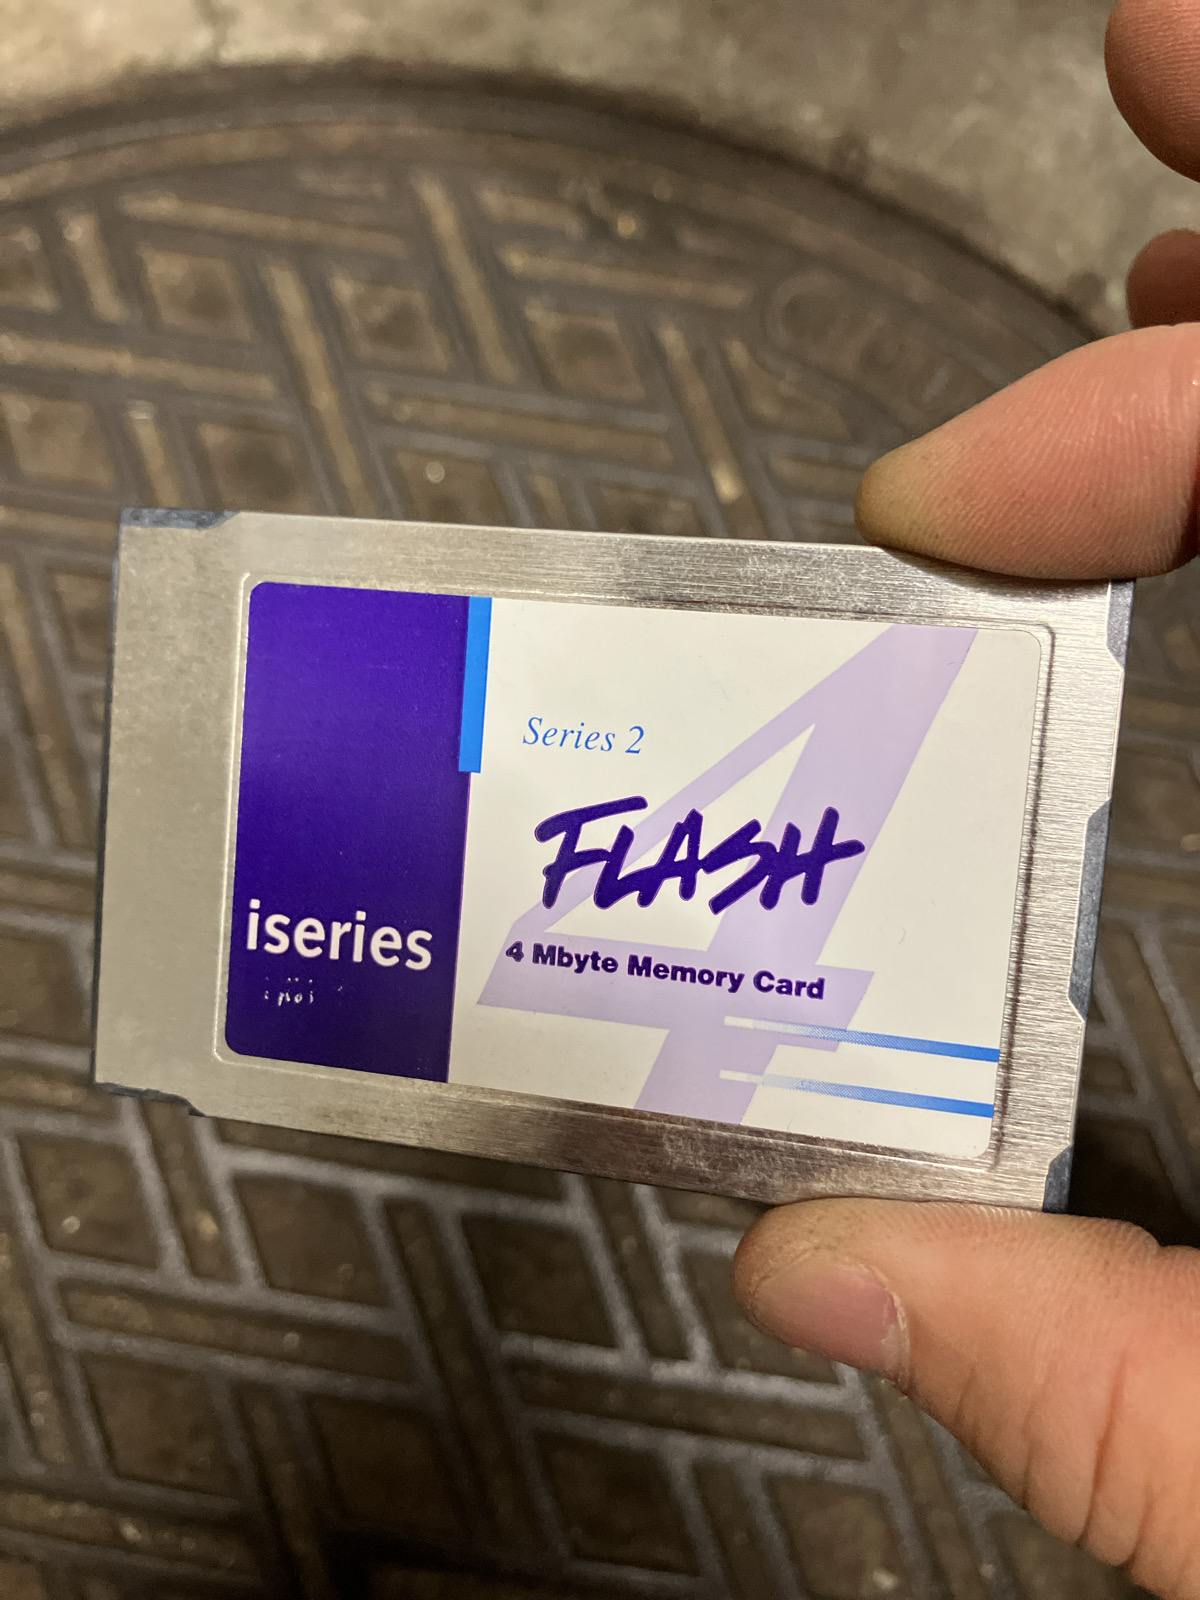 Series 2
FLASH
4 Mbyte Memory Card
iseries